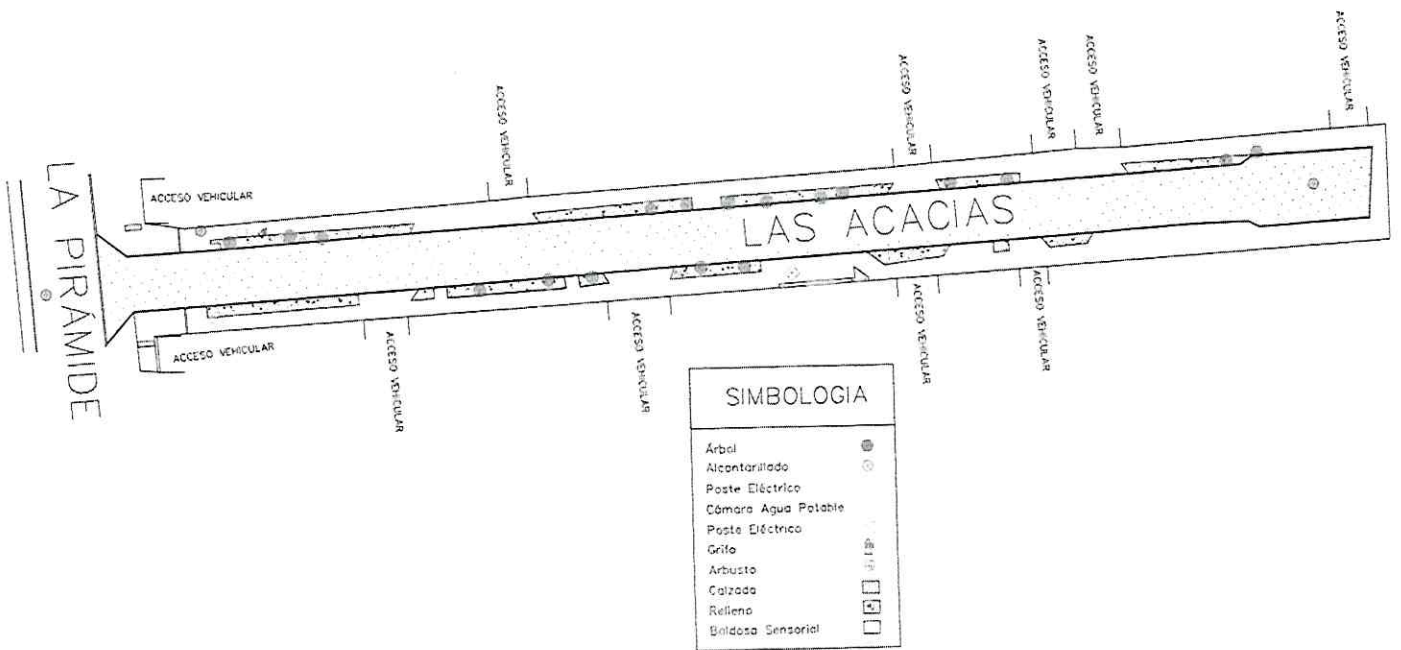 ACCESO VEHICULAR
ACCESO VEHICULAR
ACCESO VEHICULAR
ACCESO VEHICULAR
ACCESO VEHICULAR
ACCESO VEHICULAR
LA PIRÁMIDE
LAS ACACIAS
ACCESO VEHICULAR
ACCESO VEHICULAR
ACCESO VEHICULAR
ACCESO VEHICULAR
ACCESO VEHICULAR
SIMBOLOGIA
Árbol
Alcantarillado
Poste Eléctrico
Cámara Agua Potable
Poste Eléctrico
Grifo
Arbusto
Calzada
Relleno
Baldosa Sensorial